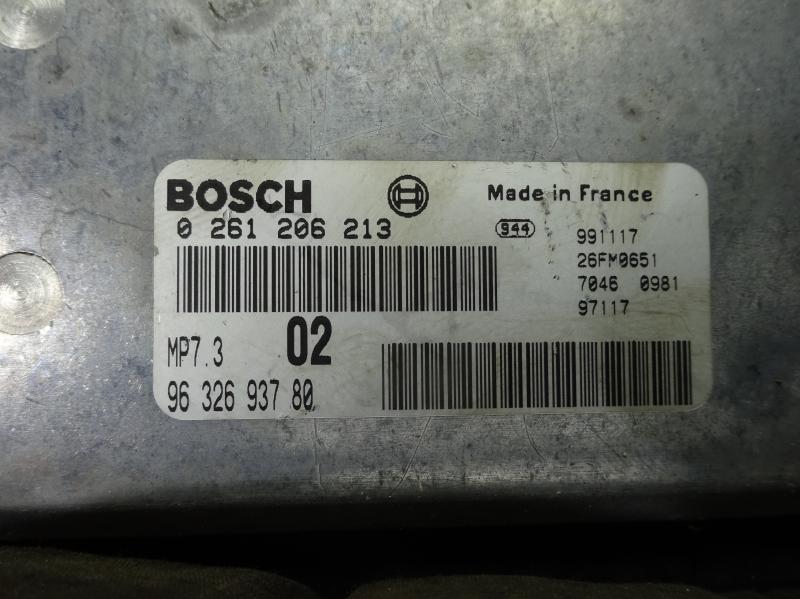 BOSCH
Made in France
0 261 206 213
944
991117
26FM0651
7046 0981
97117
MP7.3
02
96 326 937 80